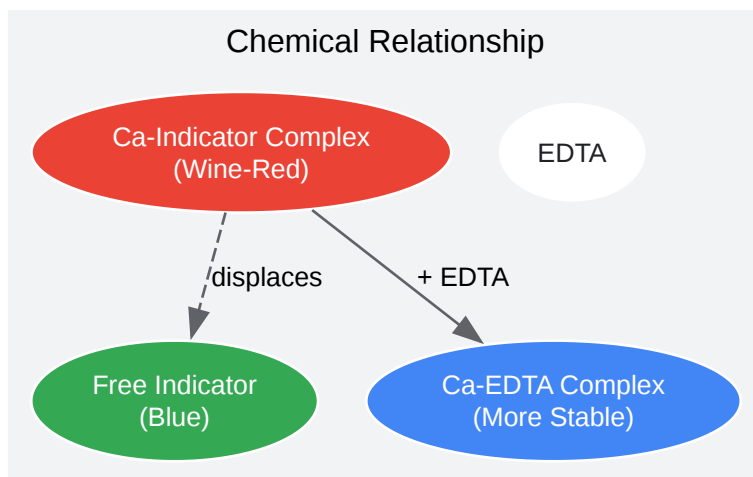 Chemical Relationship
Ca-Indicator Complex
(Wine-Red)
EDTA
displaces
+ EDTA
Free Indicator
(Blue)
Ca-EDTA Complex
(More Stable)